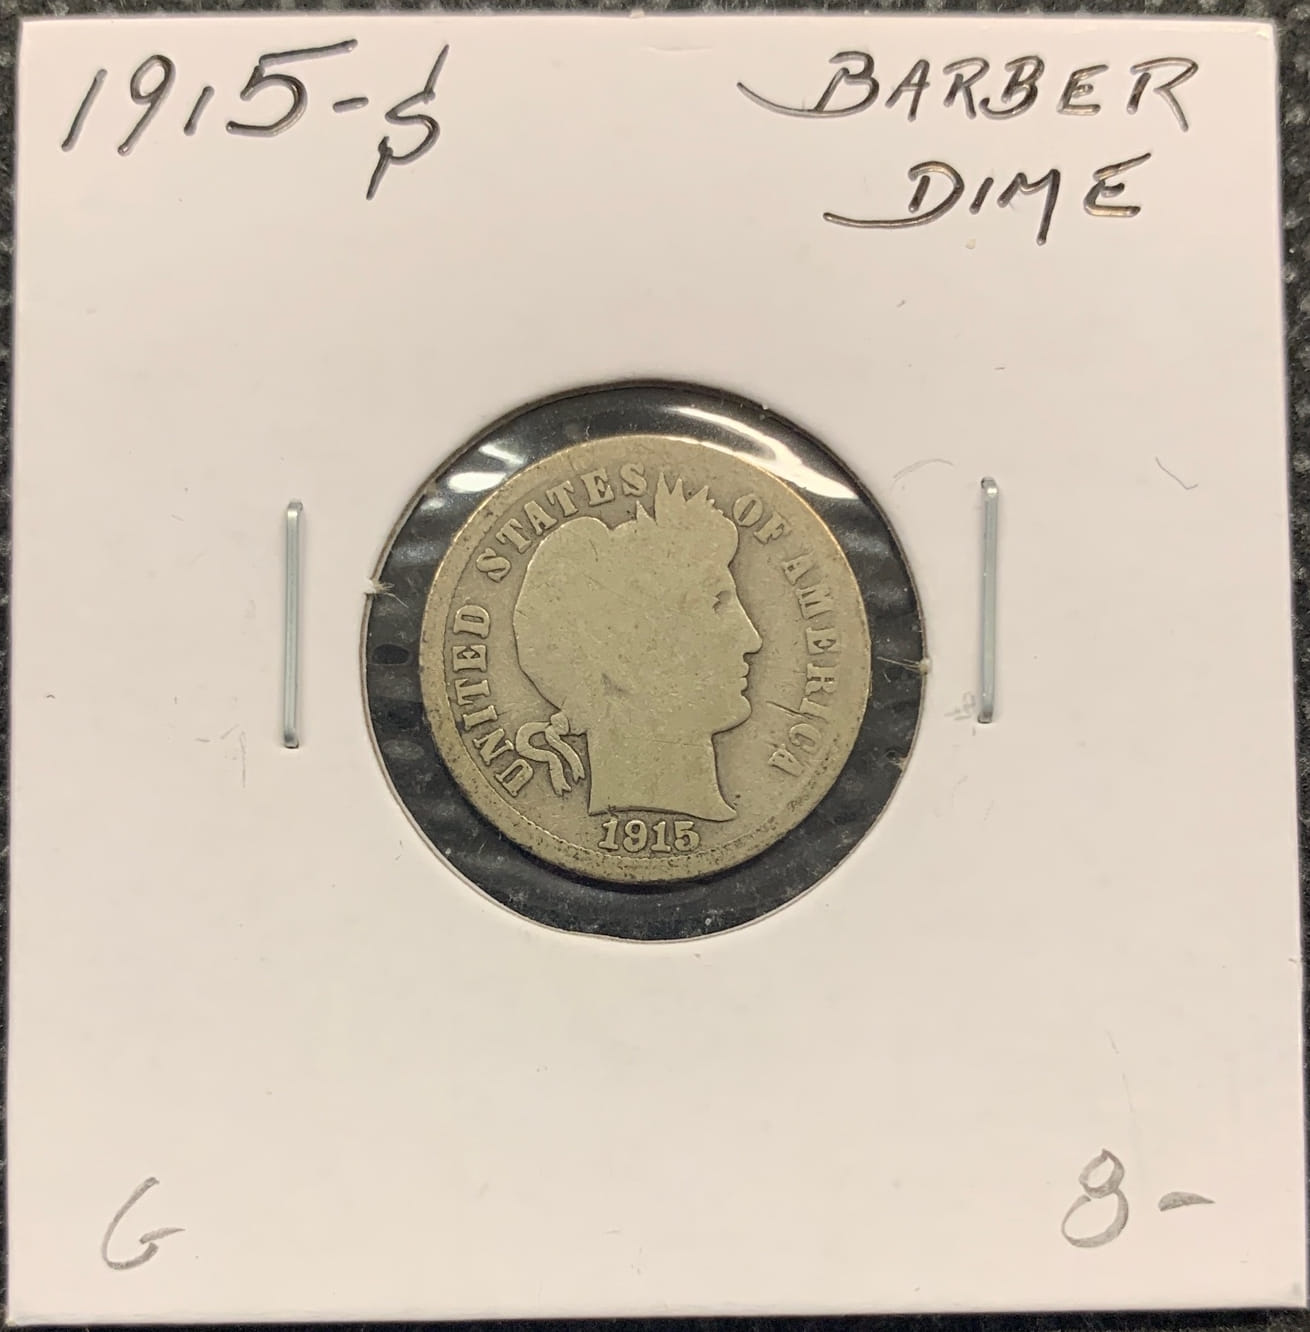 1915-S
BARBER
DIME
UNITED STATES OF AMERICA
1915
G
8-